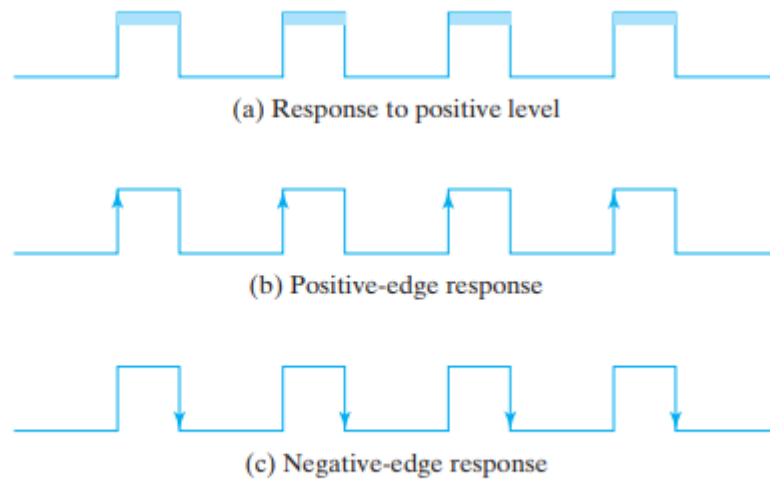 (a) Response to positive level
(b) Positive-edge response
(c) Negative-edge response